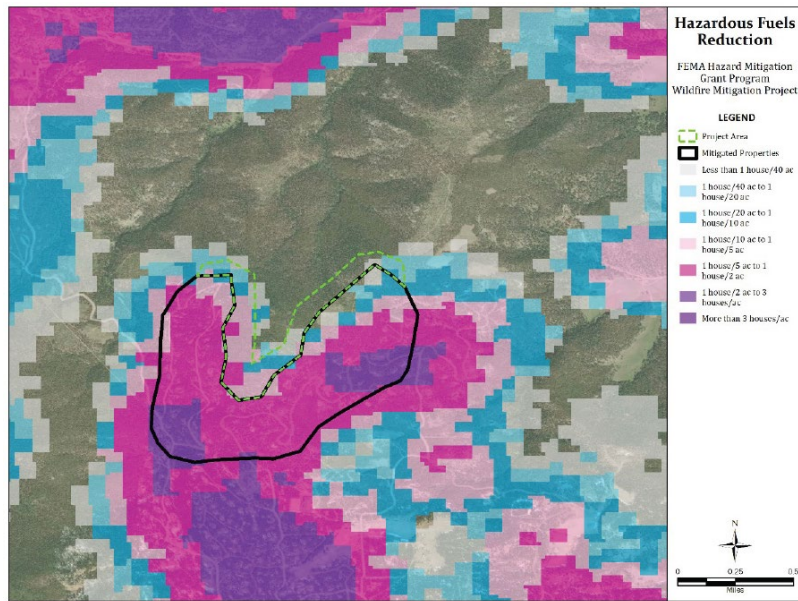 Hazardous Fuels
Reduction
FEMA Hazard Mitigation
Grant Program
Wildfire Mitigation Project
LEGEND
Project Area
Mitigated Properties
Less than 1 house/40 ac
1 house/40 ac to 1
house/20 ac
1 house/20 ac to 1
house/10 ac
1 house/10 ac to 1
house/5 ac
1 house/5 ac to 1
house/2 ac
1 house/2 ac to 3
houses/ac
More than 3 houses/ac
N
0 0.25 0.5
Miles